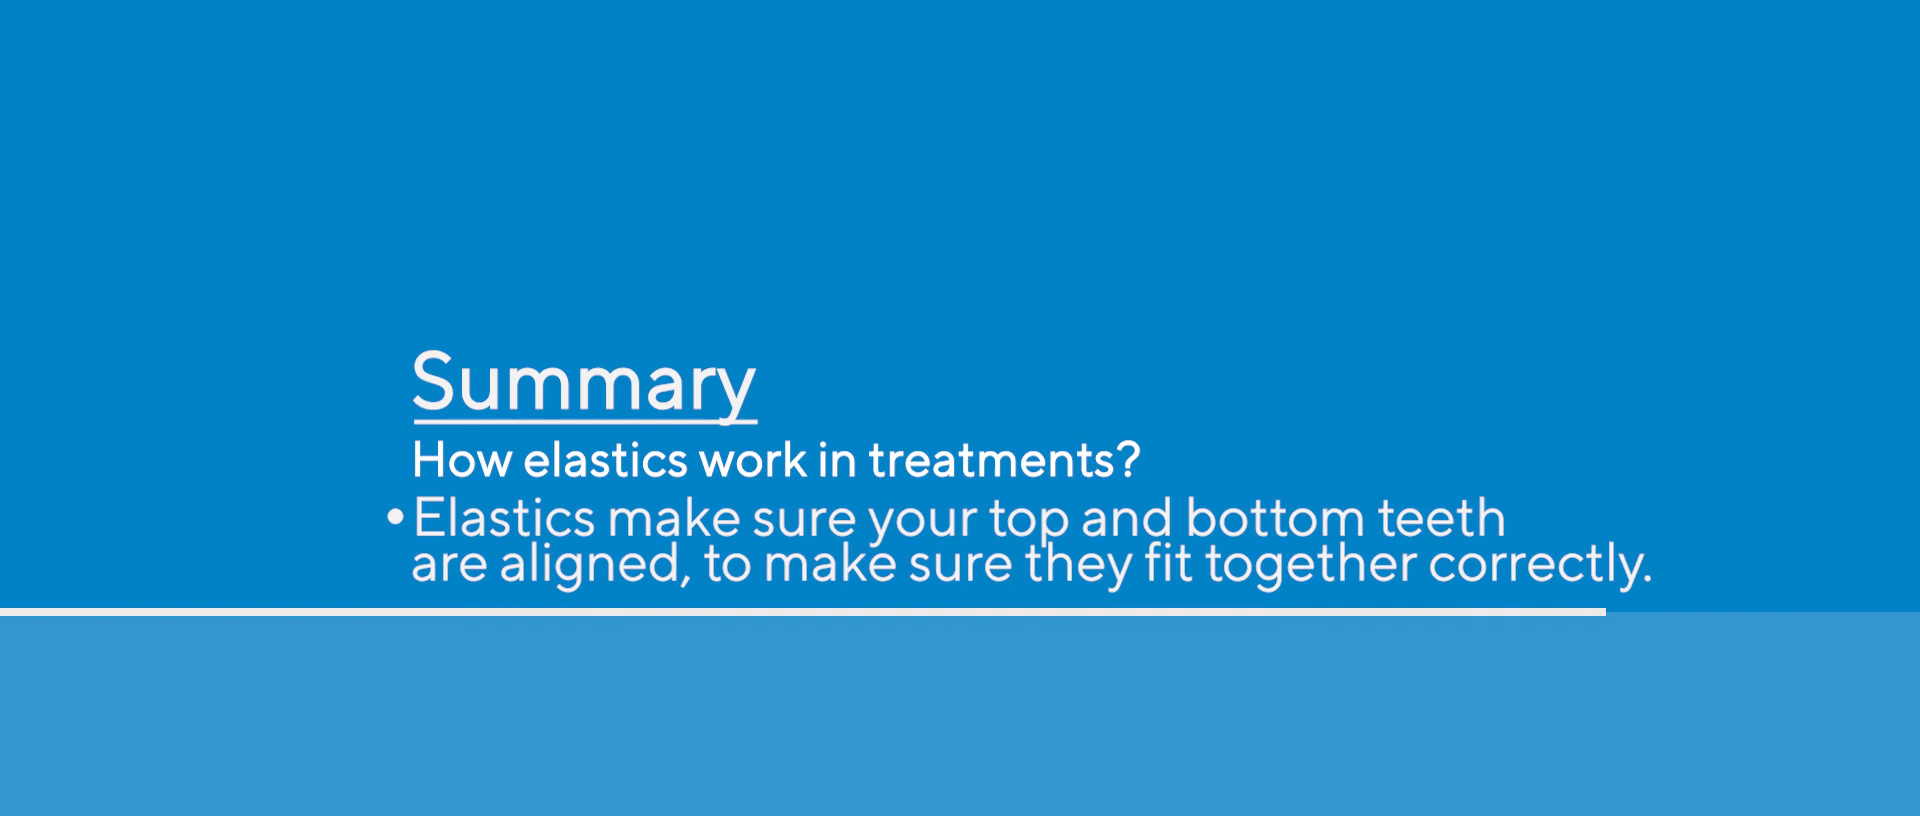 Summary
How elastics work in treatments?
•Elastics make sure your top and bottom teeth
are aligned, to make sure they fit together correctly.